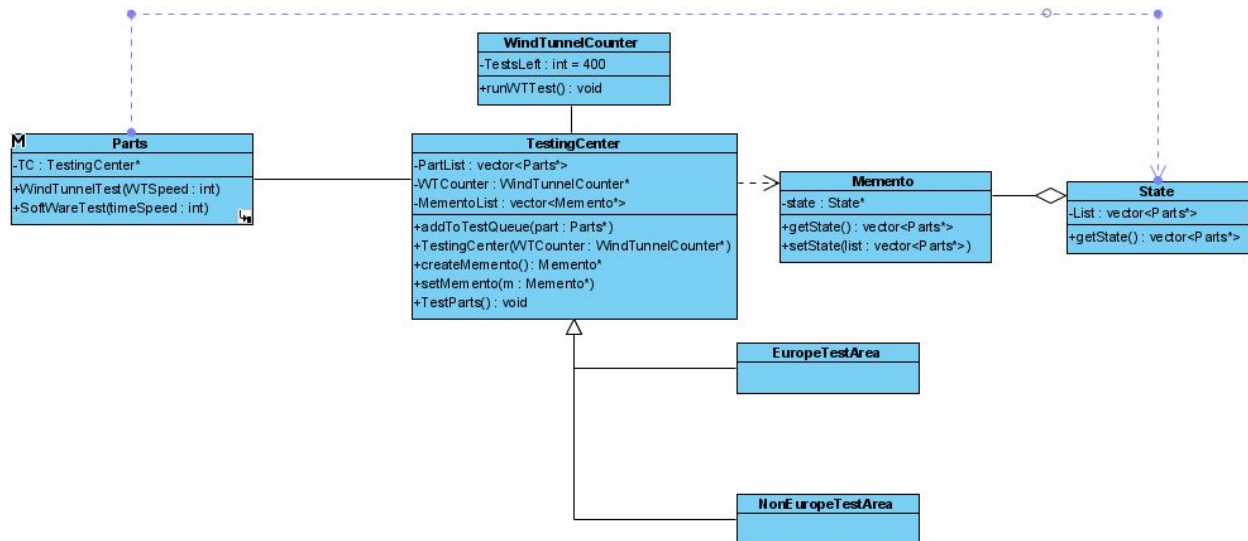 WindTunnelCounter
-TestsLeft : int = 400
+runWTTest() : void
M
Parts
-TC : TestingCenter*
+WindTunnelTest(WTSpeed : int)
+SoftWareTest(timeSpeed : int)
TestingCenter
-PartList : vector<Parts*>
-WTCounter : WindTunnelCounter*
-MementoList : vector<Memento*>
+addToTestQueue(part : Parts*)
+TestingCenter(WTCounter : WindTunnelCounter*)
+createMemento() : Memento*
+setMemento(m : Memento*)
+TestParts() : void
Memento
-state : State*
+getState() : vector<Parts*>
+setState(list : vector<Parts*>)
State
-List : vector<Parts*>
+getState() : vector<Parts*>
EuropeTestArea
NonEuropeTestArea